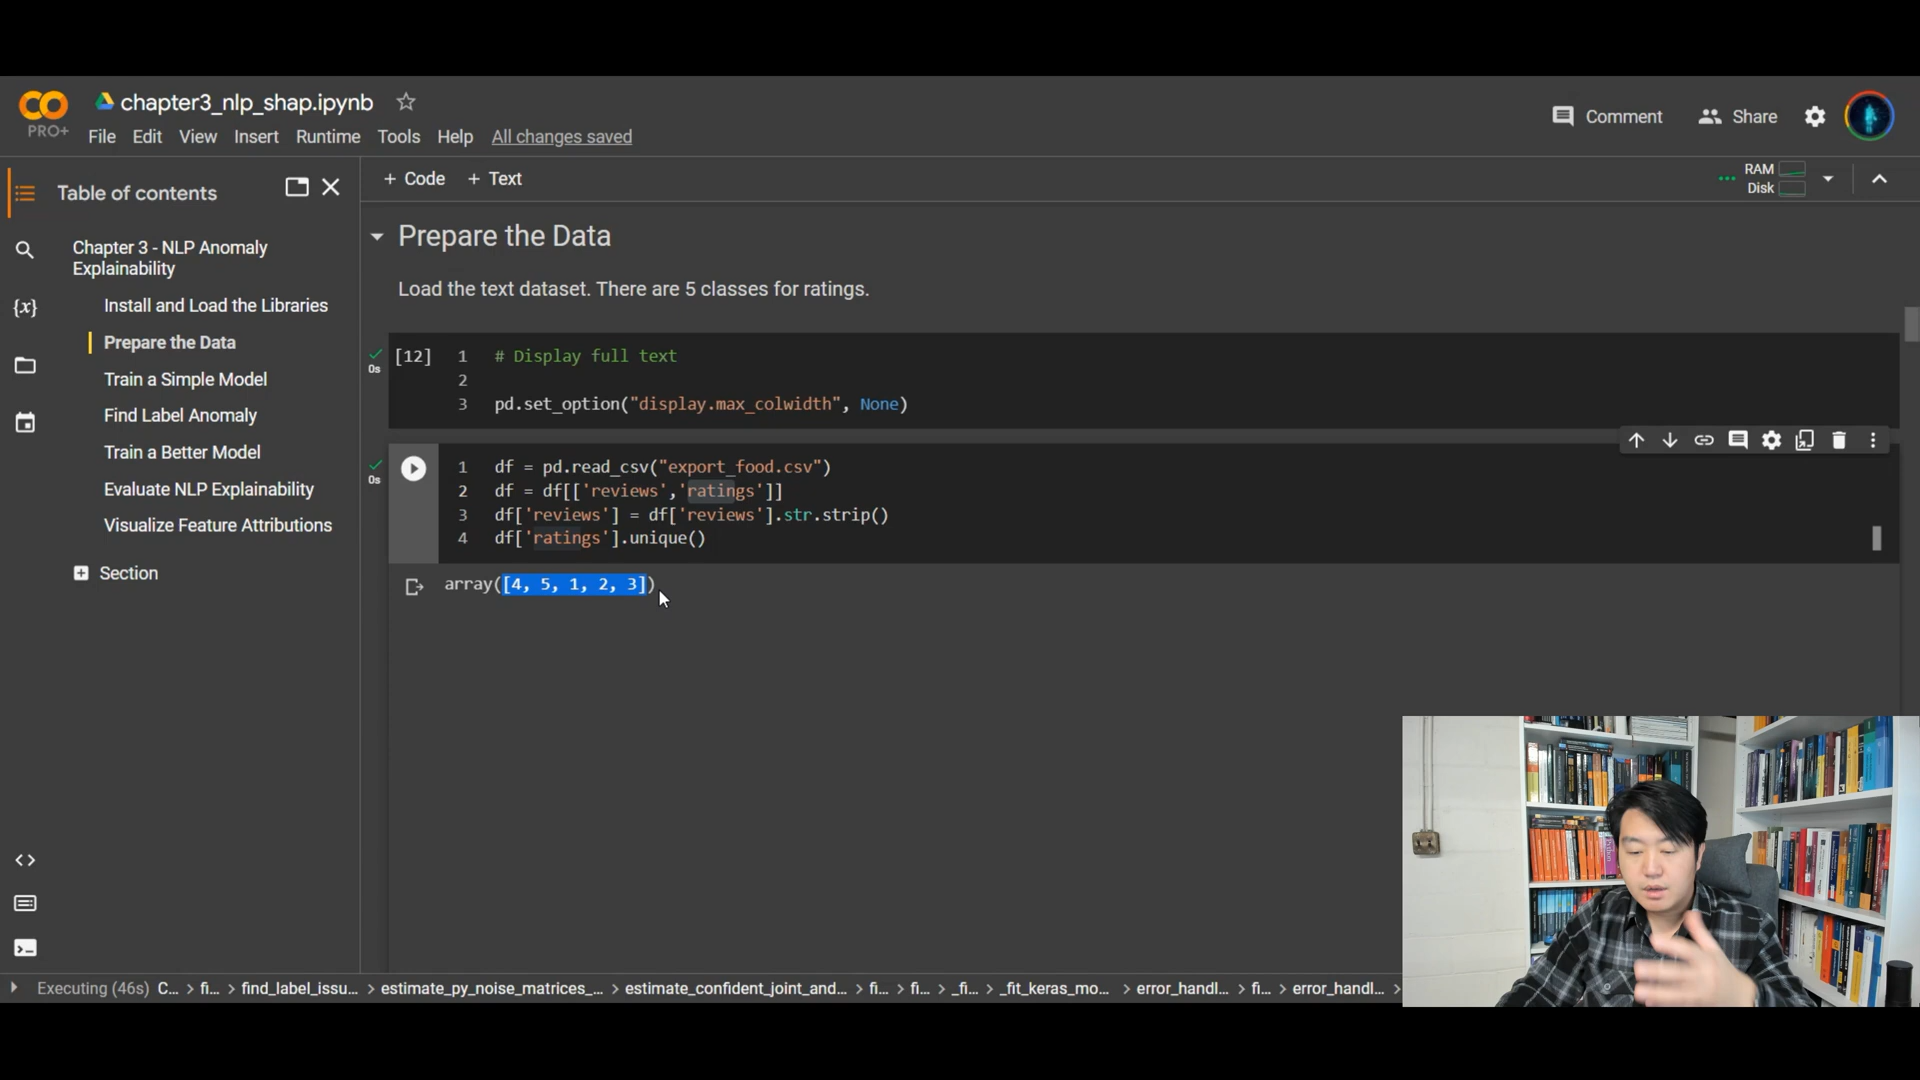 CO
PRO+
chapter3_nlp_shap.ipynb
File Edit View Insert Runtime Tools Help All changes saved
Comment
Share
Table of contents
+ Code + Text
RAM
Disk
Chapter 3 - NLP Anomaly
Explainability
Install and Load the Libraries
Prepare the Data
Train a Simple Model
Find Label Anomaly
Train a Better Model
Evaluate NLP Explainability
Visualize Feature Attributions
Section
Prepare the Data
Load the text dataset. There are 5 classes for ratings.
0s
[12]
1 # Display full text
2
3 pd.set_option("display.max_colwidth", None)
0s
1 df = pd.read_csv("export_food.csv")
2 df = df[['reviews','ratings']]
3 df['reviews'] = df['reviews'].str.strip()
4 df['ratings'].unique()
array([4, 5, 1, 2, 3])
{x}
Executing (46s) C... > fi... > find_label_issu... > estimate_py_noise_matrices_... > estimate_confident_joint_and... > fi... > fi... > _fi... > _fit_keras_mo... > error_handl... > fi... > error_handl... >